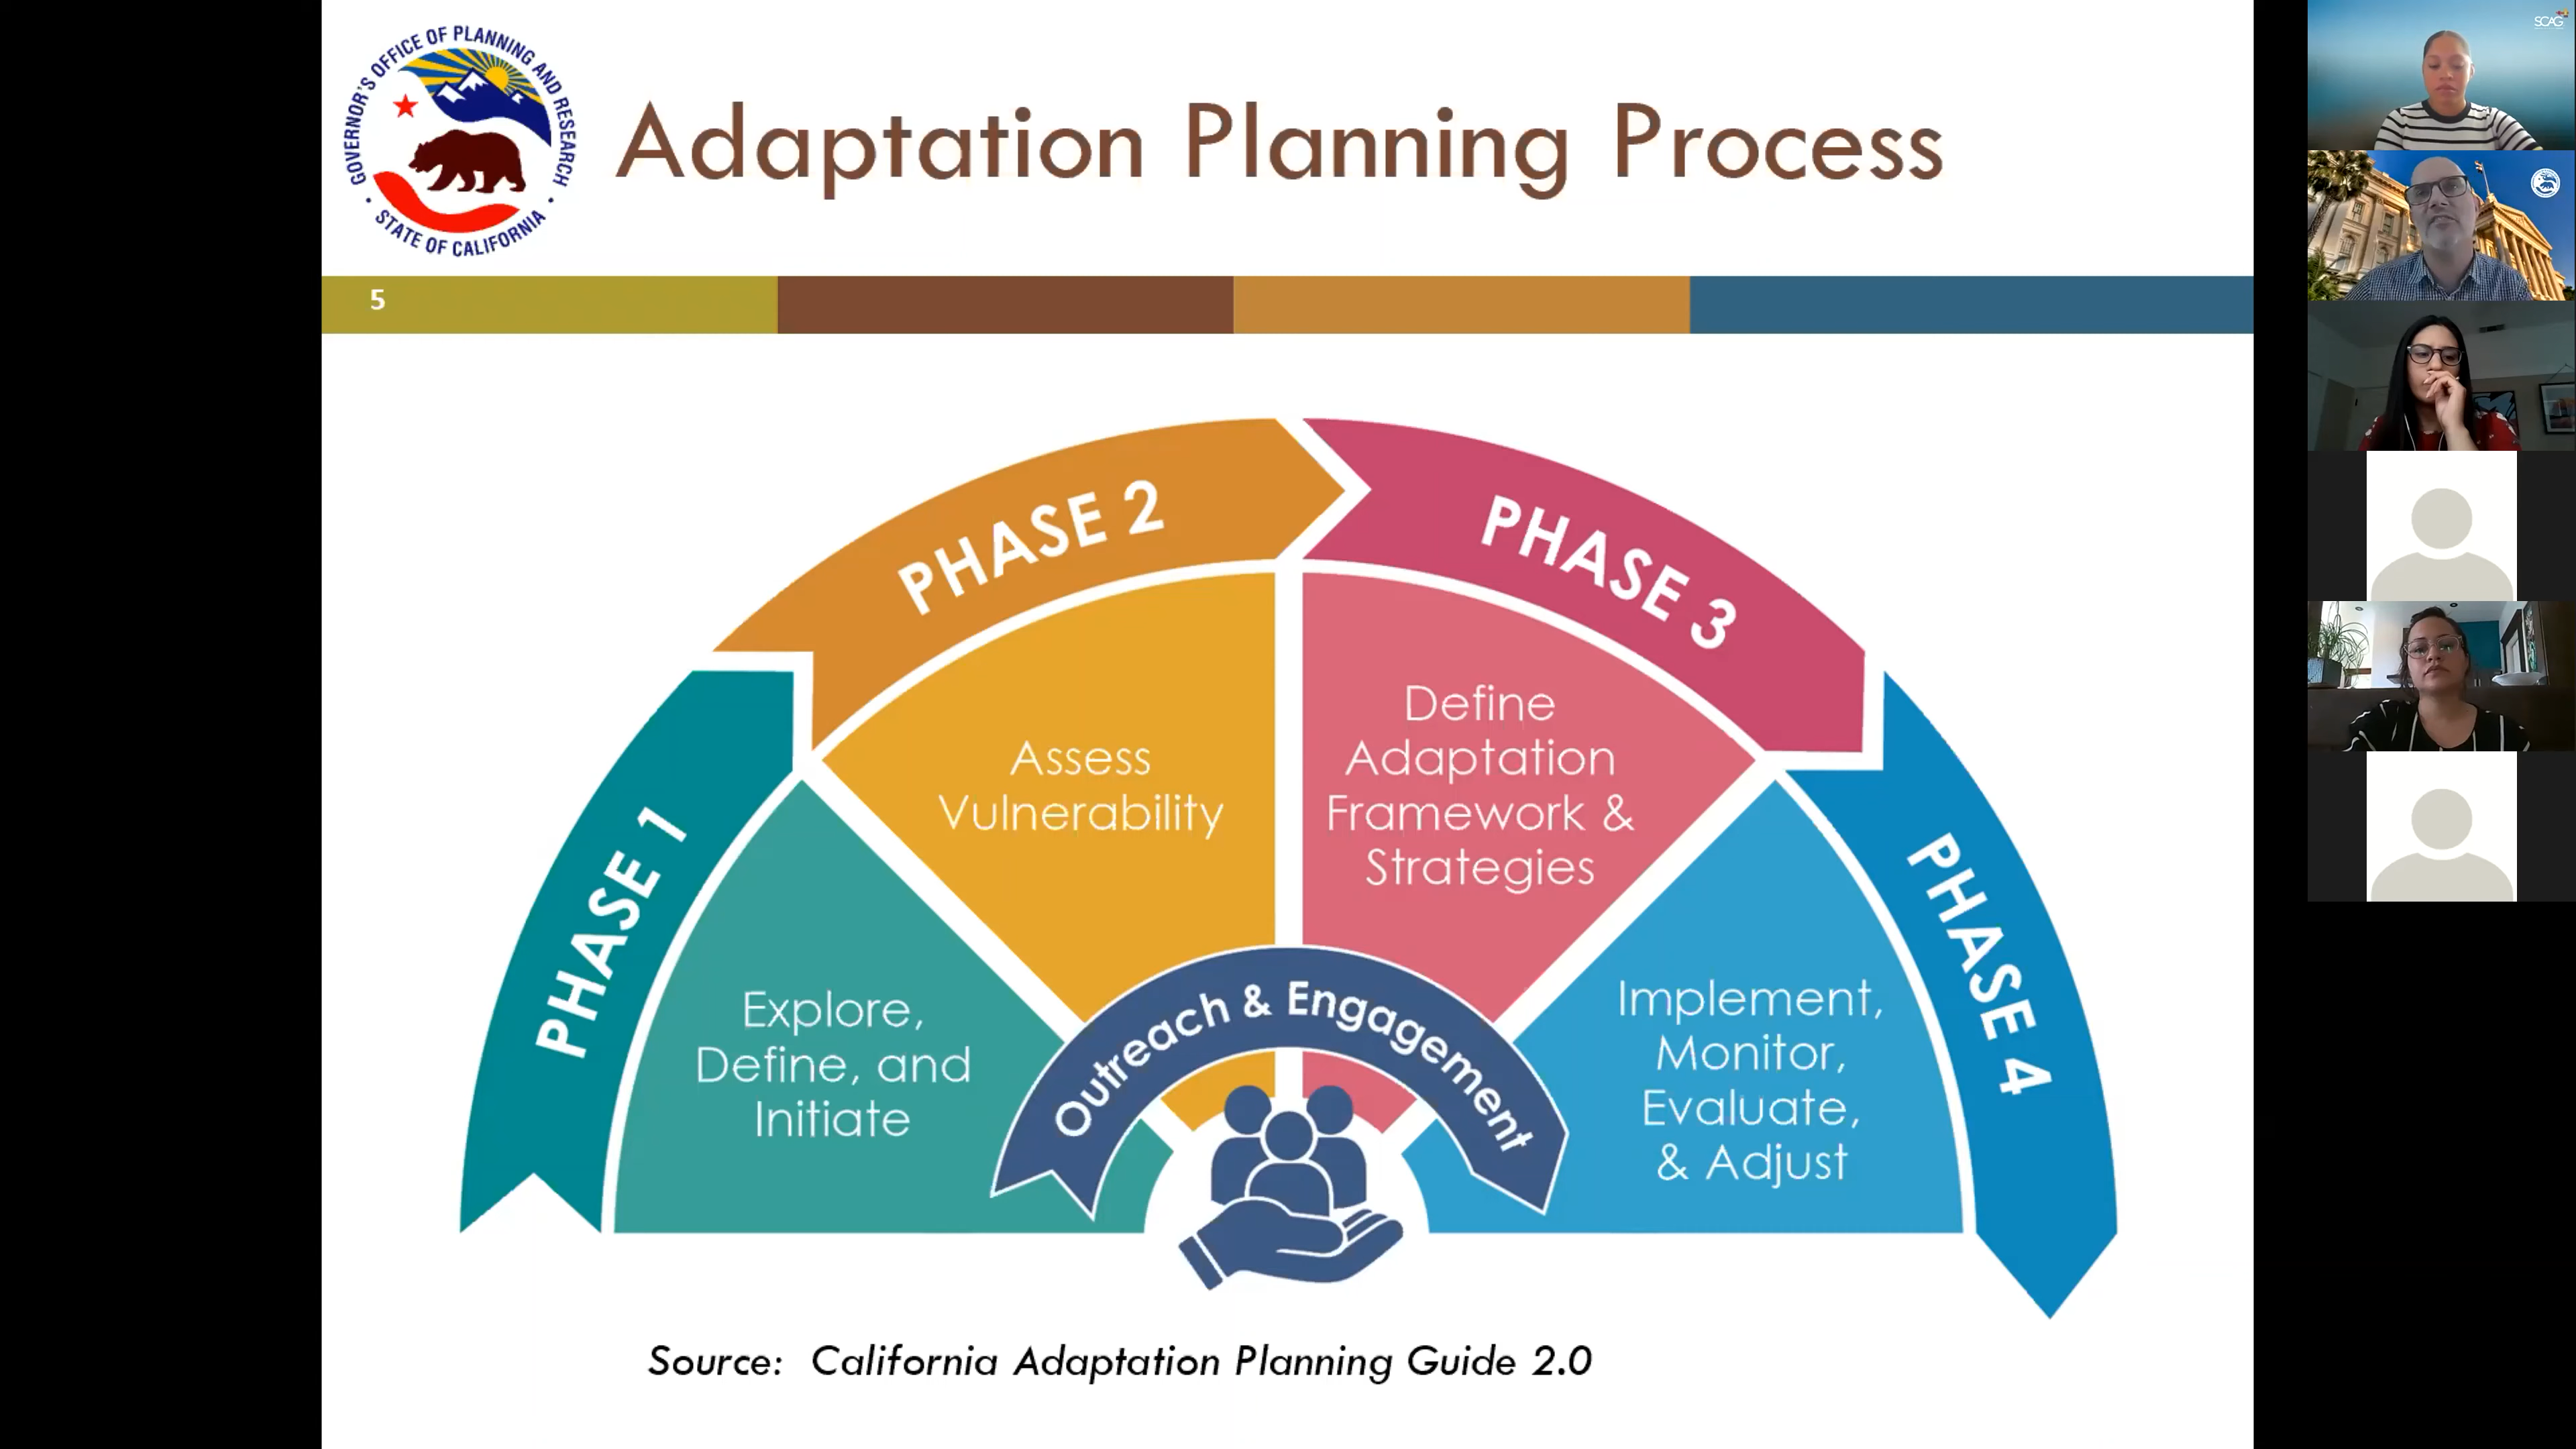 GOVERNOR'S OFFICE OF PLANNING AND RESEARCH
• STATE OF CALIFORNIA •
Adaptation Planning Process
5
PHASE 1
PHASE 2
PHASE 3
PHASE 4
Explore,
Define, and
Initiate
Assess
Vulnerability
Define
Adaptation
Framework &
Strategies
Implement,
Monitor,
Evaluate,
& Adjust
Outreach & Engagement
Source: California Adaptation Planning Guide 2.0
SCAG